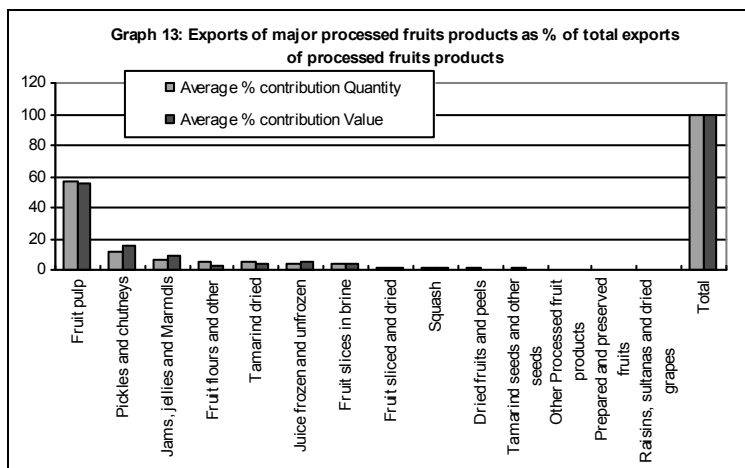 Graph 13: Exports of major processed fruits products as % of total exports
of processed fruits products
120
100
80
60
40
20
0
Average % contribution Quantity
Average % contribution Value
Fruit pulp
Pickles and chutneys
Jams, jellies and Marmdls
Fruit flours and other
Tamarind dried
Juice frozen and unfrozen
Fruit slices in brine
Fruit sliced and dried
Squash
Dried fruits and peels
Tamarind seeds and other
seeds
Other Processed fruit
products
Prepared and preserved
fruits
Raisins, sultanas and dried
grapes
Total